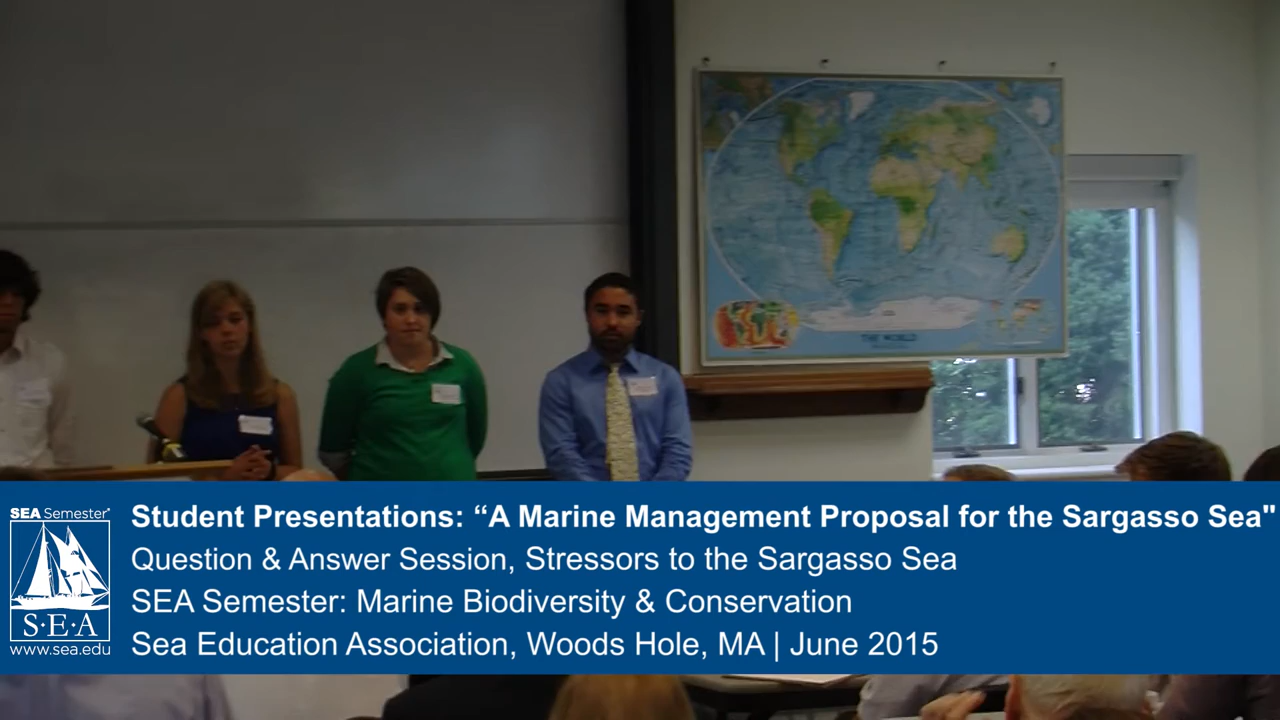 THE WORLD
SEA Semester®
Student Presentations: “A Marine Management Proposal for the Sargasso Sea"
Question & Answer Session, Stressors to the Sargasso Sea
SEA Semester: Marine Biodiversity & Conservation
S·E·A
www.sea.edu
Sea Education Association, Woods Hole, MA | June 2015